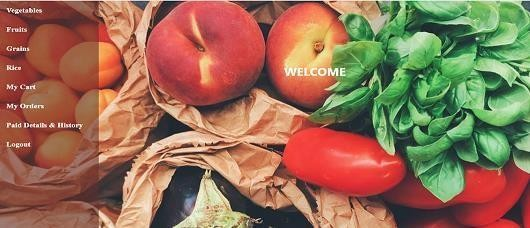 Vegetables
Fruits
Grains
Rice
My Cart
My Orders
Paid Details & History
Logout
WELCOME